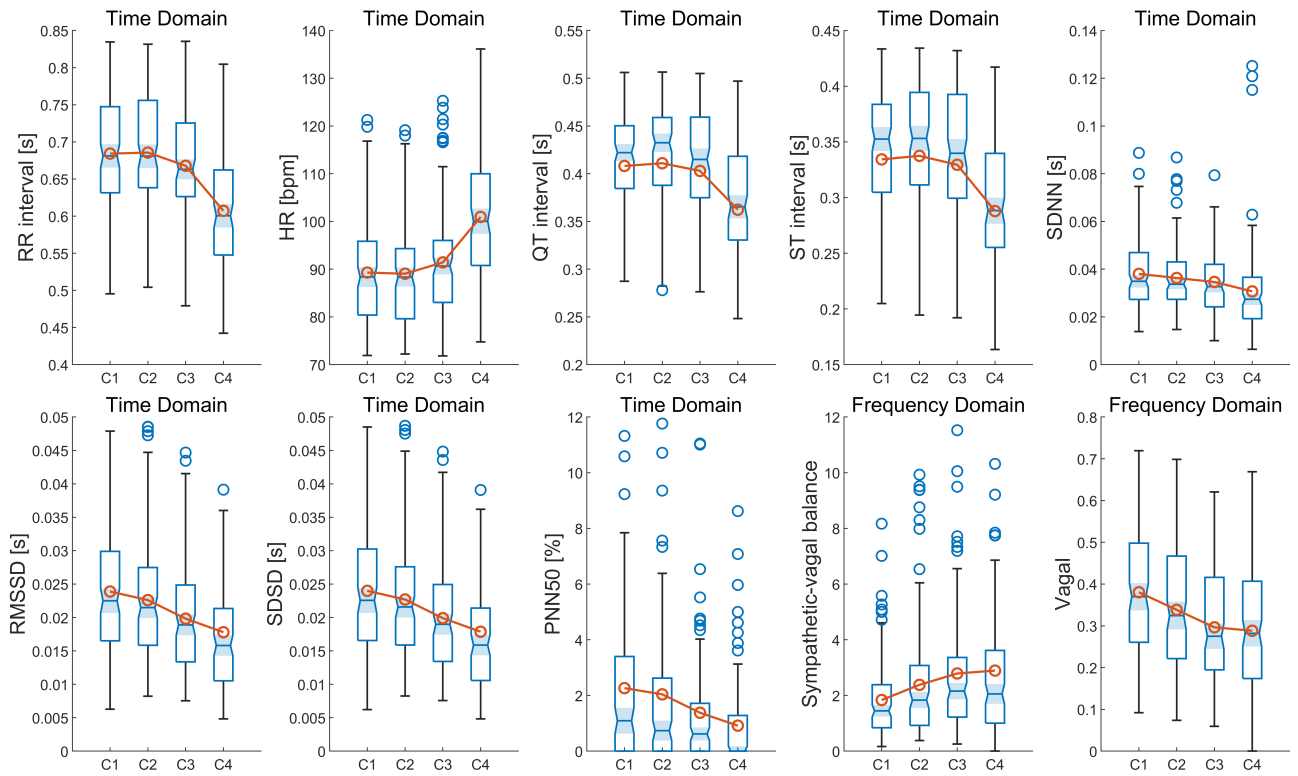 Time Domain
Time Domain
Time Domain
Time Domain
Time Domain
RR interval [s]
0.85
0.8
0.75
0.7
0.65
0.6
0.55
0.5
0.45
0.4
C1 C2 C3 C4
HR [bpm]
140
130
120
110
100
90
80
70
C1 C2 C3 C4
QT interval [s]
0.55
0.5
0.45
0.4
0.35
0.3
0.25
0.2
C1 C2 C3 C4
ST interval [s]
0.45
0.4
0.35
0.3
0.25
0.2
0.15
C1 C2 C3 C4
SDNN [s]
0.14
0.12
0.1
0.08
0.06
0.04
0.02
0
C1 C2 C3 C4
Time Domain
Time Domain
Time Domain
Frequency Domain
Frequency Domain
RMSSD [s]
0.05
0.045
0.04
0.035
0.03
0.025
0.02
0.015
0.01
0.005
0
C1 C2 C3 C4
SDSD [s]
0.05
0.045
0.04
0.035
0.03
0.025
0.02
0.015
0.01
0.005
0
C1 C2 C3 C4
PNN50 [%]
12
10
8
6
4
2
0
C1 C2 C3 C4
Sympathetic-vagal balance
12
10
8
6
4
2
0
C1 C2 C3 C4
Vagal
0.8
0.7
0.6
0.5
0.4
0.3
0.2
0.1
0
C1 C2 C3 C4